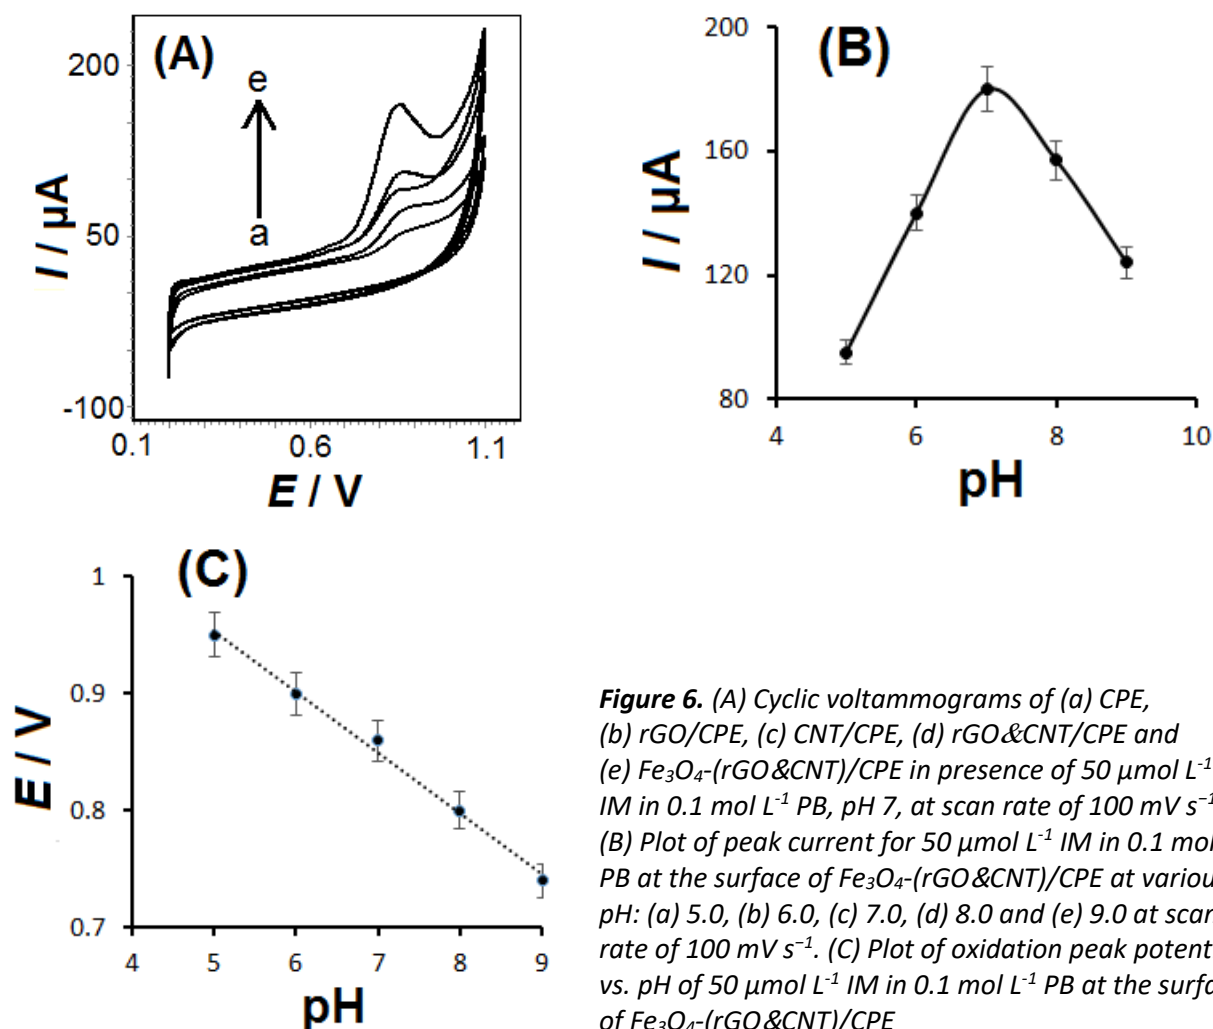 (A)
200
50
-100
e
a
0.1 0.6 1.1
E / V
I / µA
(B)
200
160
120
80
4 6 8 10
pH
I / µA
(C)
1
0.9
0.8
0.7
4 5 6 7 8 9
pH
E / V
Figure 6. (A) Cyclic voltammograms of (a) CPE,
(b) rGO/CPE, (c) CNT/CPE, (d) rGO&CNT/CPE and
(e) Fe₃O₄-(rGO&CNT)/CPE in presence of 50 µmol L⁻¹
IM in 0.1 mol L⁻¹ PB, pH 7, at scan rate of 100 mV s⁻¹
(B) Plot of peak current for 50 µmol L⁻¹ IM in 0.1 mol
PB at the surface of Fe₃O₄-(rGO&CNT)/CPE at variou
pH: (a) 5.0, (b) 6.0, (c) 7.0, (d) 8.0 and (e) 9.0 at scan
rate of 100 mV s⁻¹. (C) Plot of oxidation peak potent
vs. pH of 50 µmol L⁻¹ IM in 0.1 mol L⁻¹ PB at the surfa
of Fe₃O₄-(rGO&CNT)/CPE